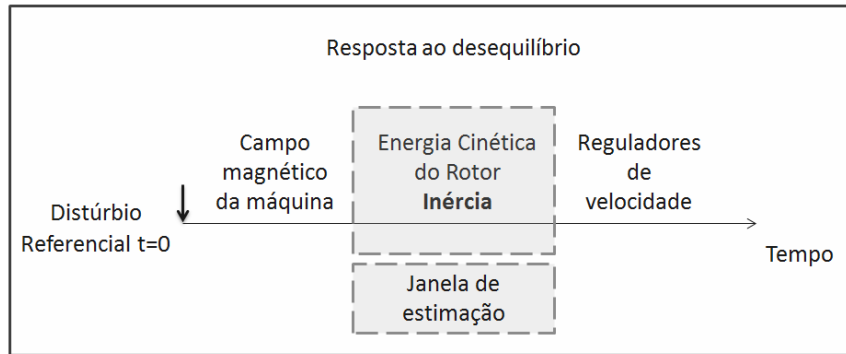 Resposta ao desequilíbrio
Campo
magnético
da máquina
Energia Cinética
do Rotor
Inércia
Reguladores
de
velocidade
Distúrbio
Referencial t=0
Tempo
Janela de
estimação